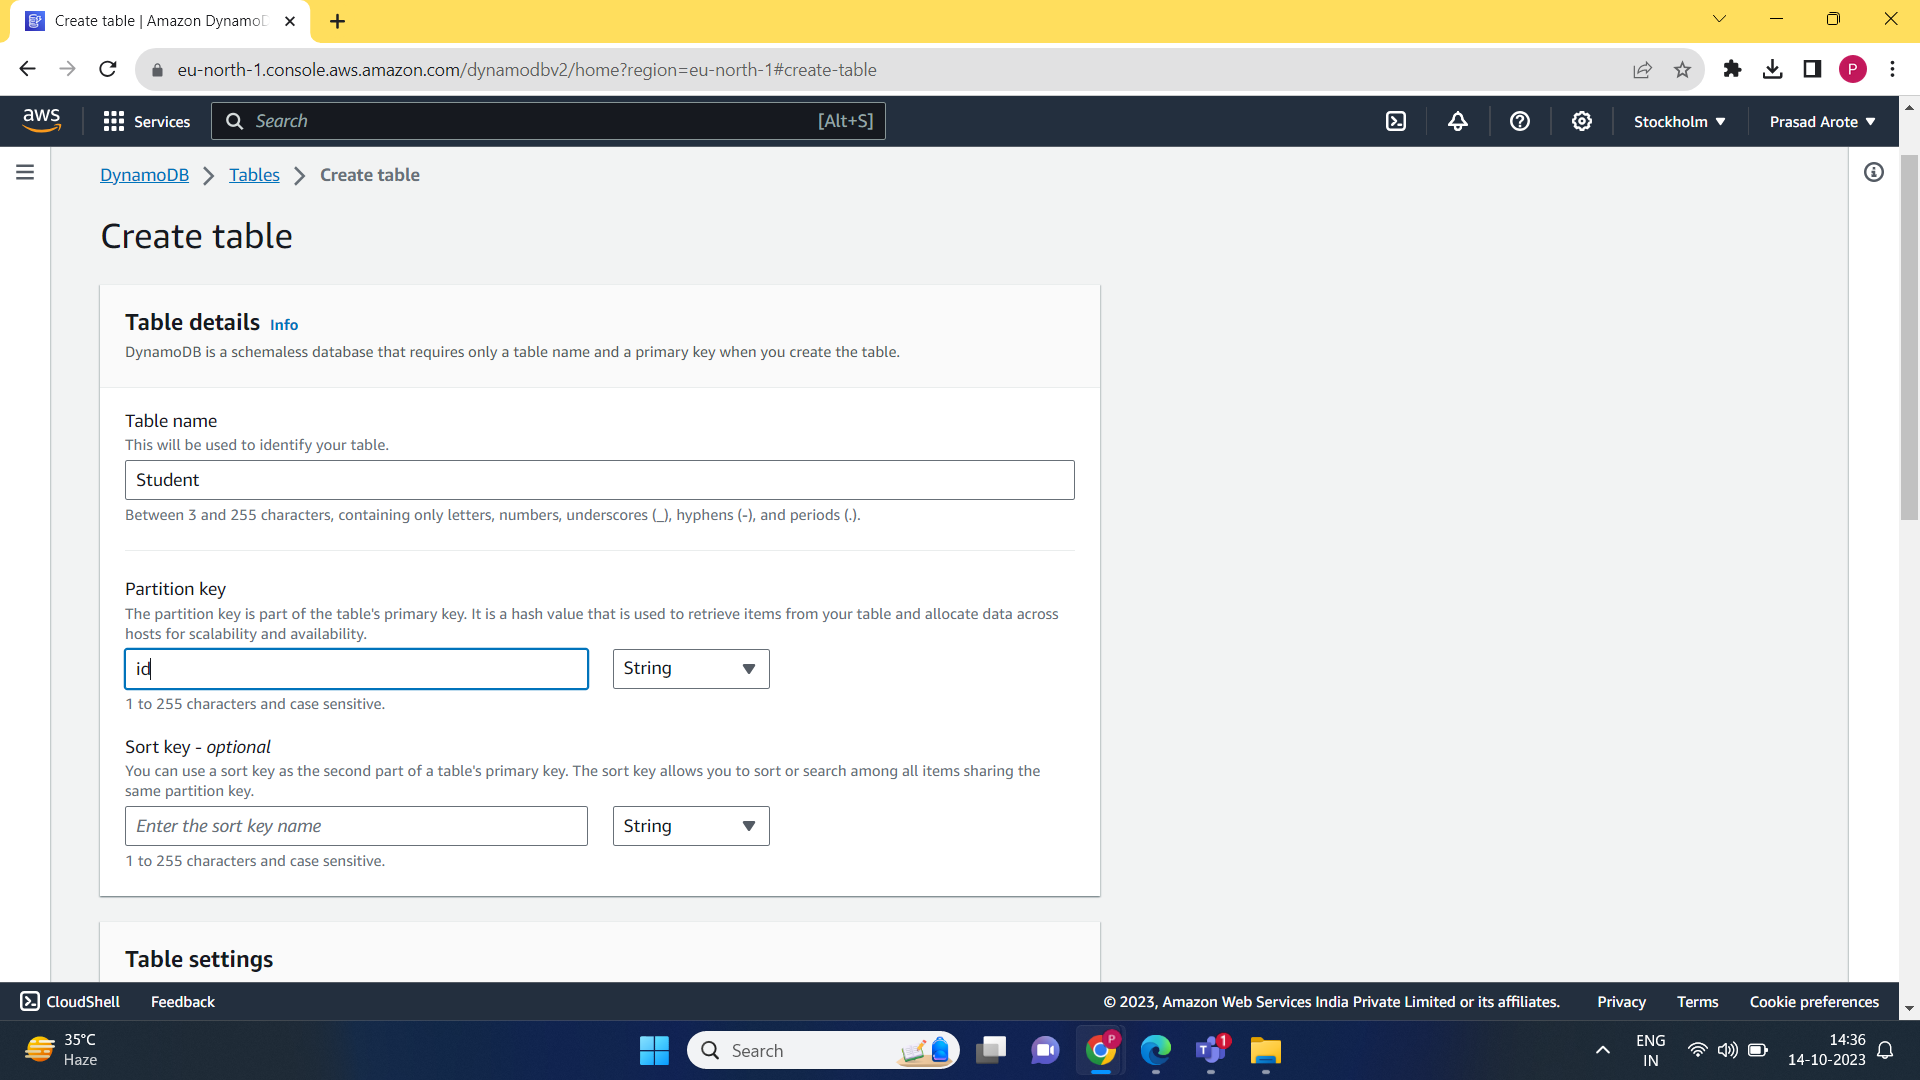 Create table | Amazon DynamoD
eu-north-1.console.aws.amazon.com/dynamodbv2/home?region=eu-north-1#create-table
P
aws
Services
Search
[Alt+S]
Stockholm
Prasad Arote
DynamoDB
Tables
Create table
Create table
Table details Info
DynamoDB is a schemaless database that requires only a table name and a primary key when you create the table.
Table name
This will be used to identify your table.
Student
Between 3 and 255 characters, containing only letters, numbers, underscores (_), hyphens (-), and periods (.).
Partition key
The partition key is part of the table's primary key. It is a hash value that is used to retrieve items from your table and allocate data across
hosts for scalability and availability.
id
String
1 to 255 characters and case sensitive.
Sort key - optional
You can use a sort key as the second part of a table's primary key. The sort key allows you to sort or search among all items sharing the
same partition key.
Enter the sort key name
String
1 to 255 characters and case sensitive.
Table settings
CloudShell
Feedback
© 2023, Amazon Web Services India Private Limited or its affiliates.
Privacy
Terms
Cookie preferences
35°C
Haze
Search
P
1
ENG
IN
14:36
14-10-2023